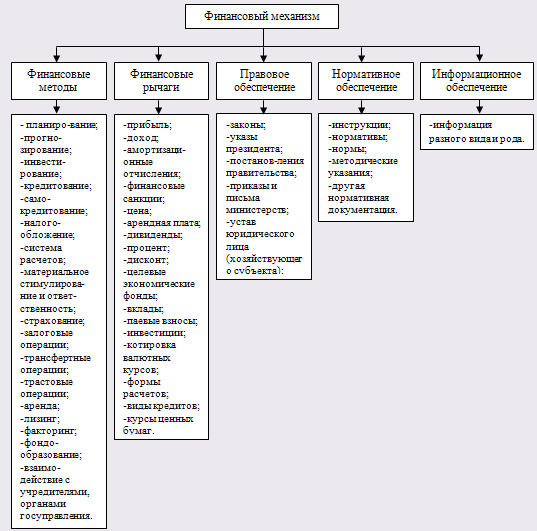 Финансовый механизм
Финансовые
методы
Финансовые
рычаги
Правовое
обеспечение
Нормативное
обеспечение
Информационное
обеспечение
- планиро-вание;
-прогно-
зирование;
-инвести-
рование;
-кредитование;
-само-
кредитование;
-налого-
обложение;
-система
расчетов;
-материальное
стимулирова-
ние и ответ-
ственность;
-страхование;
-залоговые
операции;
-трансфертные
операции;
-трастовые
операции;
-аренда;
-лизинг;
-факторинг;
-фондо-
образование;
-взаимо-
действие с
учредителями,
органами
госуправления.
-прибыль;
-доход;
-амортизаци-
онные
отчисления;
-финансовые
санкции;
-цена;
-арендная плата;
-дивиденды;
-процент;
-дисконт;
-целевые
экономические
фонды;
-вклады;
-паевые взносы;
-инвестиции;
-котировка
валютных
курсов;
-формы
расчетов;
-виды кредитов;
-курсы ценных
бумаг.
-законы;
-указы
президента;
-постанов-ления
правительства;
-приказы и
письма
министерств;
-устав
юридического
лица
(хозяйствующег
о субъекта):
-инструкции;
-нормативы;
-нормы;
-методические
указания;
-другая
нормативная
документация.
-информация
разного вида и рода.